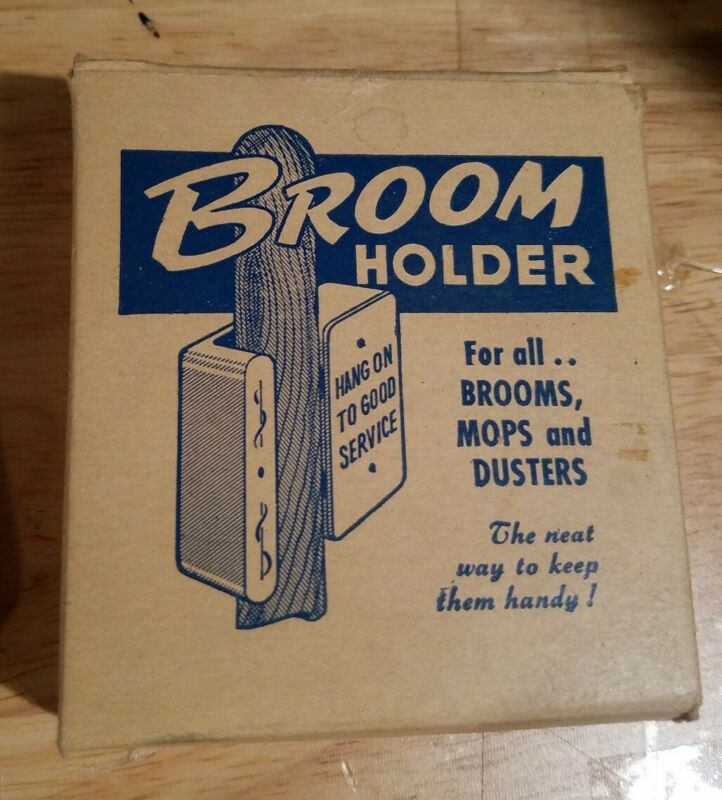 BROOM
HOLDER
HANG ON
TO GOOD
SERVICE
For all ..
BROOMS,
MOPS and
DUSTERS
The neat
way to keep
them handy!